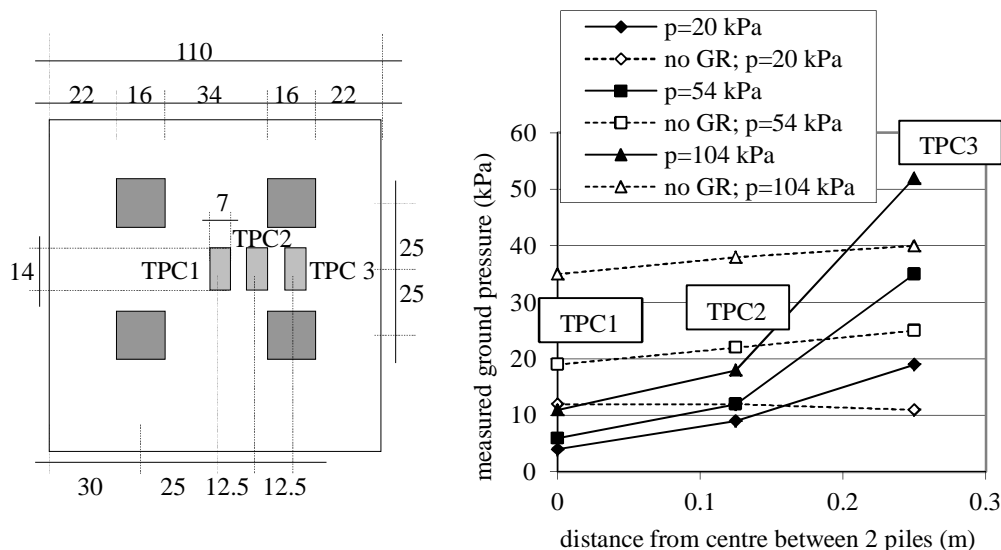 110
22
16
34
16
22
7
TPC2
TPC1
TPC 3
14
25
25
30
25
12.5
12.5
p=20 kPa
no GR; p=20 kPa
p=54 kPa
no GR; p=54 kPa
p=104 kPa
no GR; p=104 kPa
measured ground pressure (kPa)
60
50
40
30
20
10
0
TPC3
TPC1
TPC2
0
0.1
0.2
0.3
distance from centre between 2 piles (m)